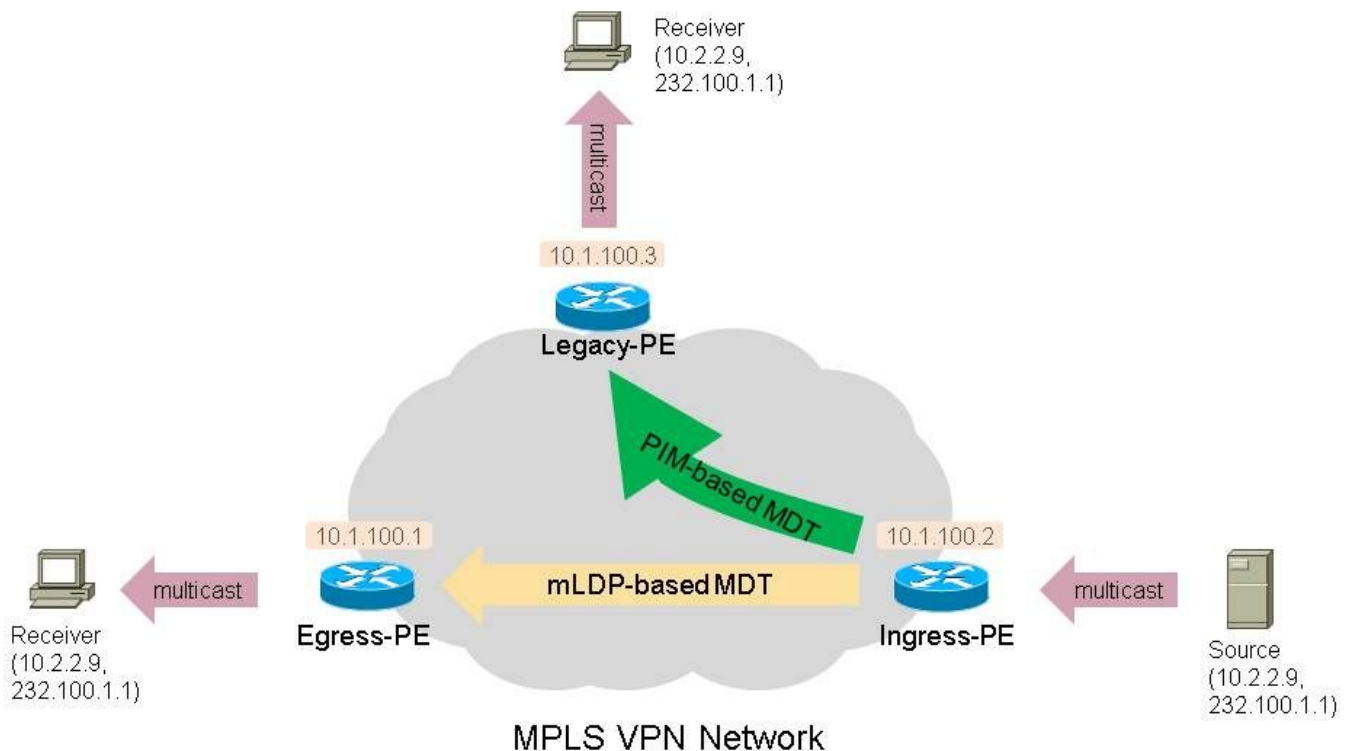 Receiver
(10.2.2.9,
232.100.1.1)
multicast
10.1.100.3
Legacy-PE
PIM-based MDT
10.1.100.1
10.1.100.2
multicast
mLDP-based MDT
multicast
Egress-PE
Ingress-PE
Receiver
(10.2.2.9,
232.100.1.1)
Source
(10.2.2.9,
232.100.1.1)
MPLS VPN Network